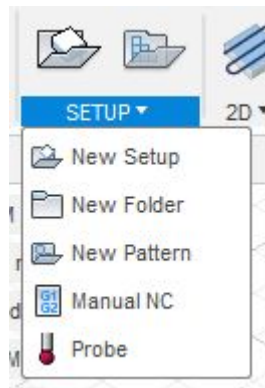 SETUP
2D
New Setup
New Folder
New Pattern
G1
G2
Manual NC
Probe